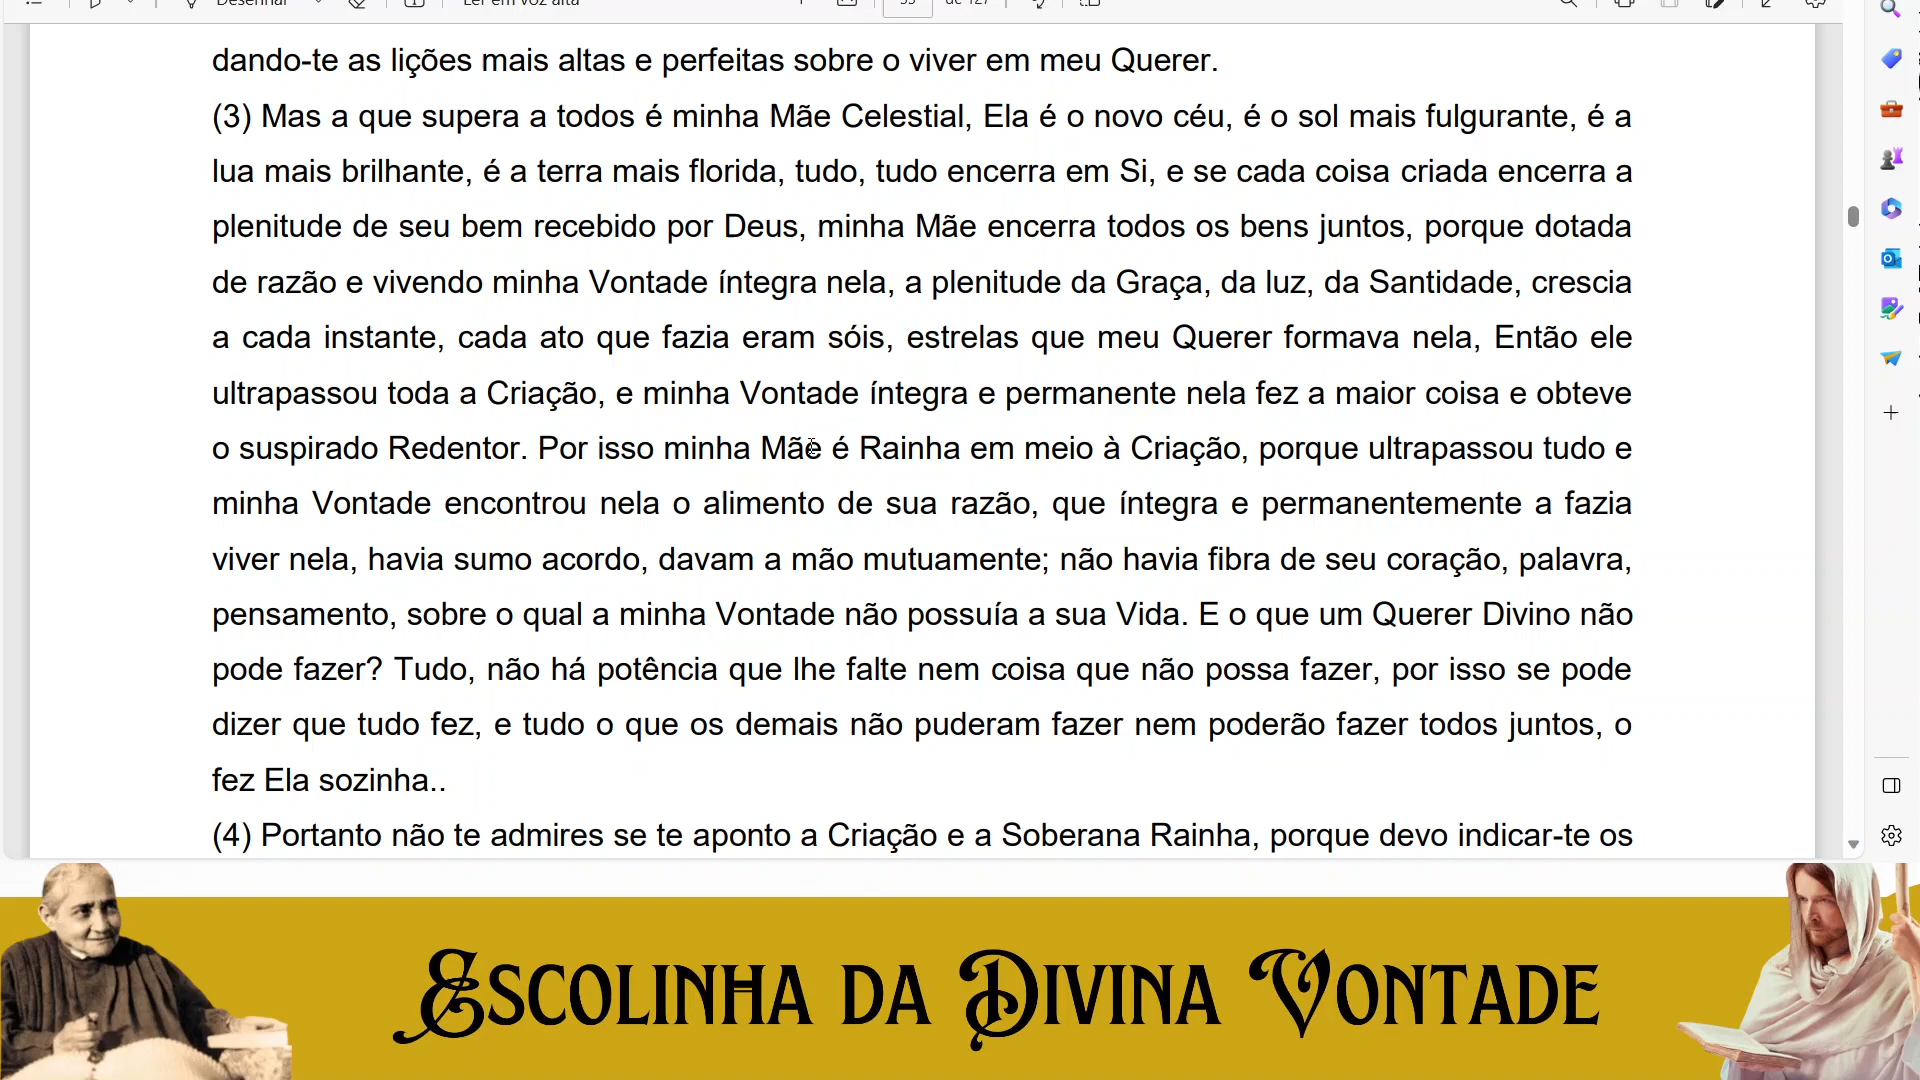 Desenhar
Ler em voz alta
de 127
dando-te as lições mais altas e perfeitas sobre o viver em meu Querer.
(3) Mas a que supera a todos é minha Mãe Celestial, Ela é o novo céu, é o sol mais fulgurante, é a
lua mais brilhante, é a terra mais florida, tudo, tudo encerra em Si, e se cada coisa criada encerra a
plenitude de seu bem recebido por Deus, minha Mãe encerra todos os bens juntos, porque dotada
de razão e vivendo minha Vontade íntegra nela, a plenitude da Graça, da luz, da Santidade, crescia
a cada instante, cada ato que fazia eram sóis, estrelas que meu Querer formava nela, Então ele
ultrapassou toda a Criação, e minha Vontade íntegra e permanente nela fez a maior coisa e obteve
o suspirado Redentor. Por isso minha Mãe é Rainha em meio à Criação, porque ultrapassou tudo e
minha Vontade encontrou nela o alimento de sua razão, que íntegra e permanentemente a fazia
viver nela, havia sumo acordo, davam a mão mutuamente; não havia fibra de seu coração, palavra,
pensamento, sobre o qual a minha Vontade não possuía a sua Vida. E o que um Querer Divino não
pode fazer? Tudo, não há potência que lhe falte nem coisa que não possa fazer, por isso se pode
dizer que tudo fez, e tudo o que os demais não puderam fazer nem poderão fazer todos juntos, o
fez Ela sozinha..
(4) Portanto não te admires se te aponto a Criação e a Soberana Rainha, porque devo indicar-te os
Escolinha da Divina Vontade